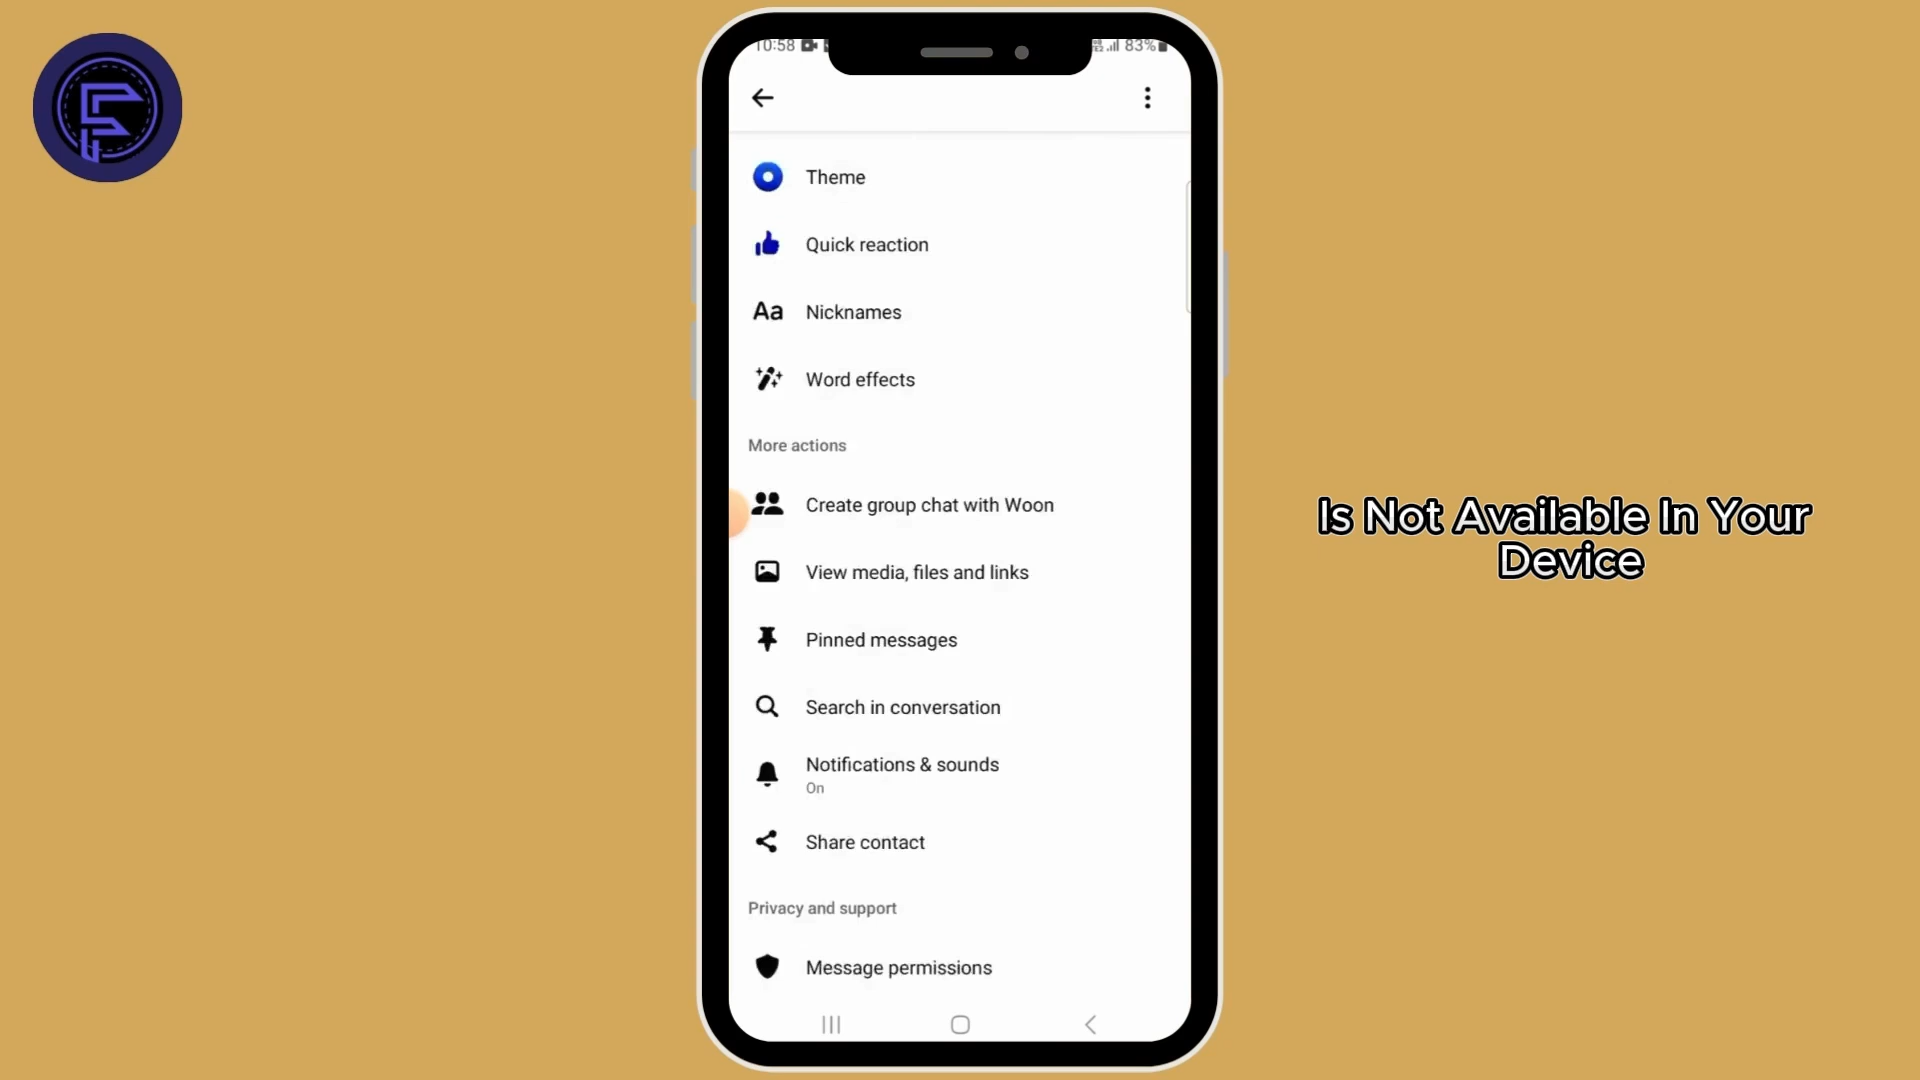 10:58
83%
Theme
Quick reaction
Aa Nicknames
Word effects
More actions
Create group chat with Woon
View media, files and links
Pinned messages
Search in conversation
Notifications & sounds
On
Share contact
Privacy and support
Message permissions
Is Not Available In Your
Device